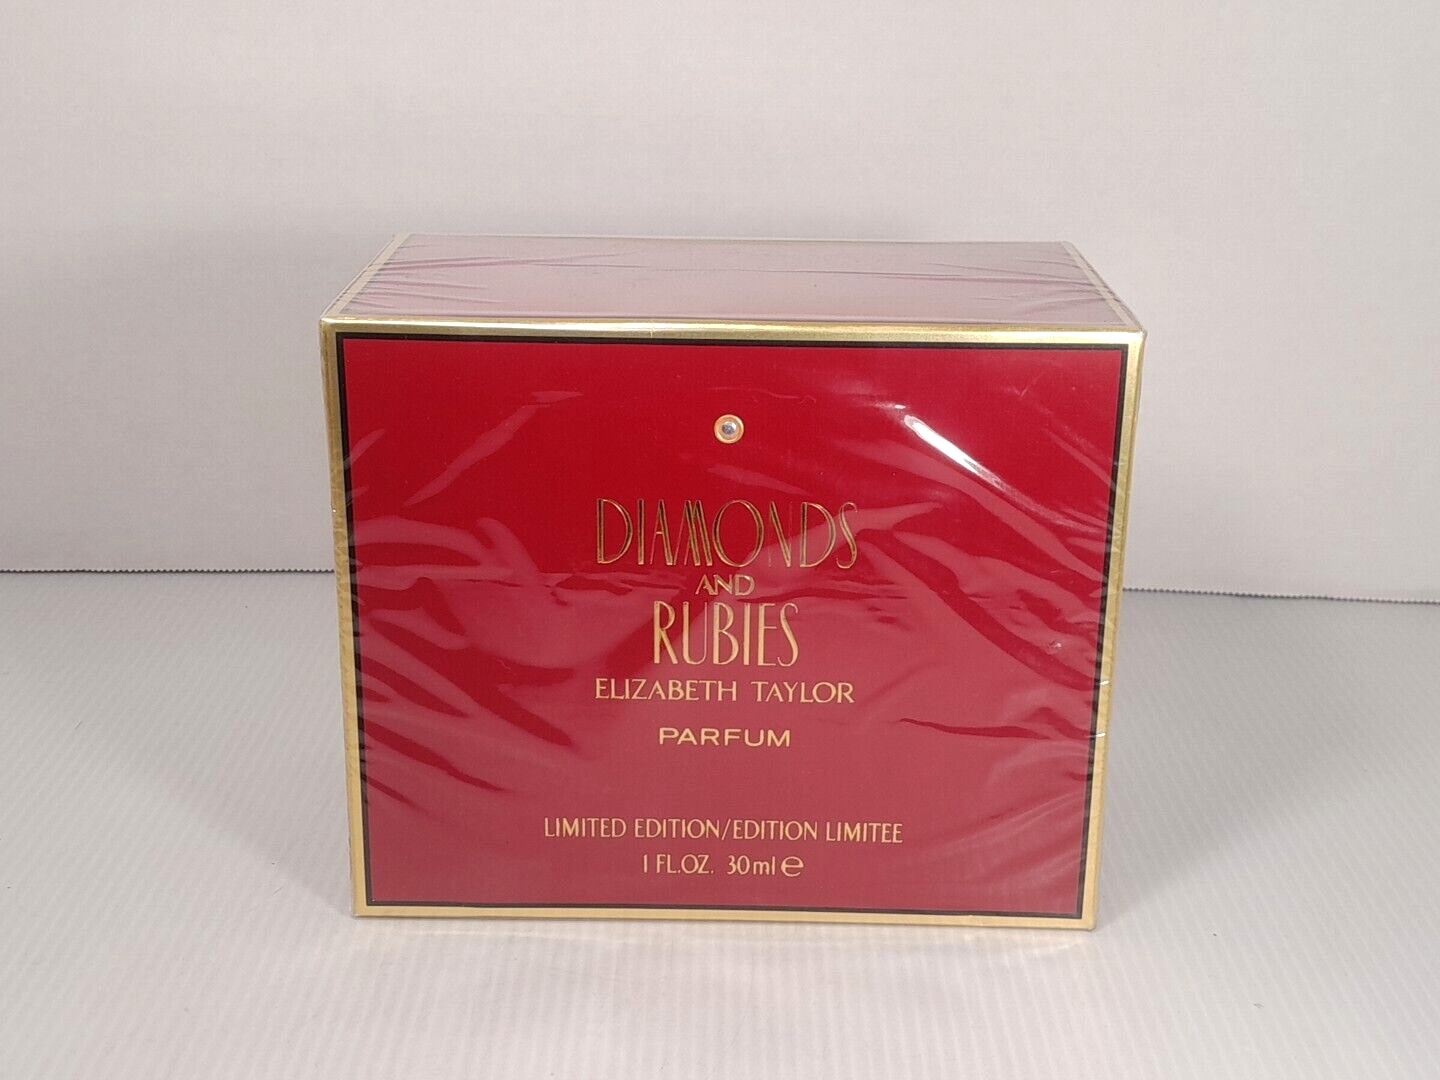 DIAMONDS
AND
RUBIES
ELIZABETH TAYLOR
PARFUM
LIMITED EDITION/EDITION LIMITEE
1 FL.OZ. 30ml ℮